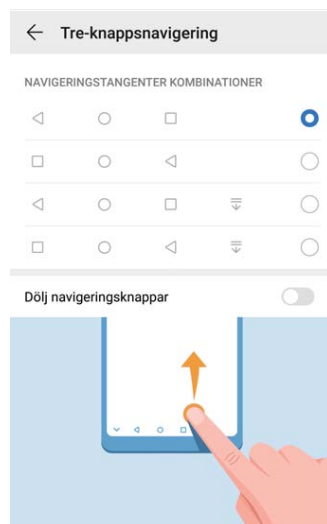 Tre-knappsnavigering
NAVIGERINGSTANGENTER KOMBINATIONER
Dölj navigeringsknappar